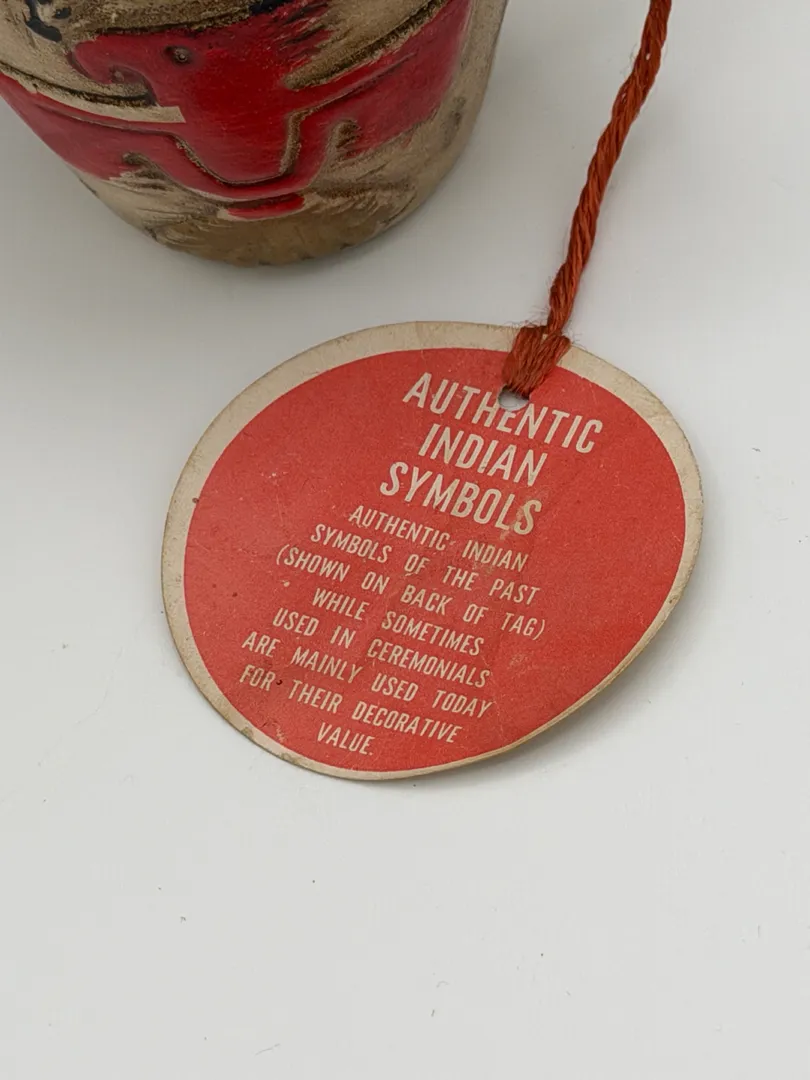 AUTHENTIC
INDIAN
SYMBOLS
AUTHENTIC INDIAN
SYMBOLS OF THE PAST
(SHOWN ON BACK OF TAG)
WHILE SOMETIMES
USED IN CEREMONIALS
ARE MAINLY USED TODAY
FOR THEIR DECORATIVE
VALUE.